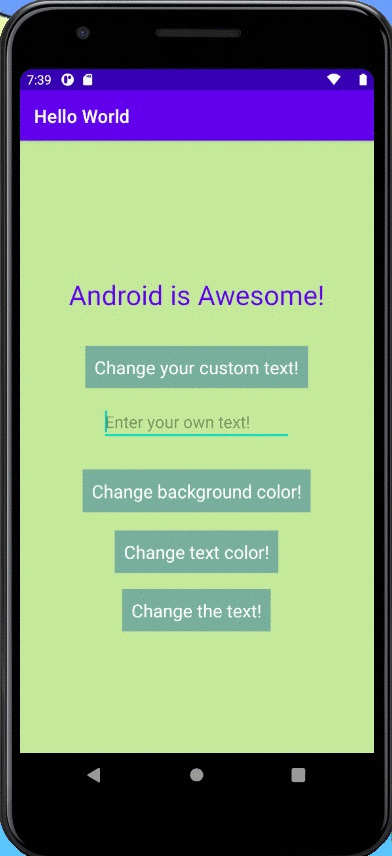 7:39
Hello World
Android is Awesome!
Change your custom text!
Enter your own text!
Change background color!
Change text color!
Change the text!